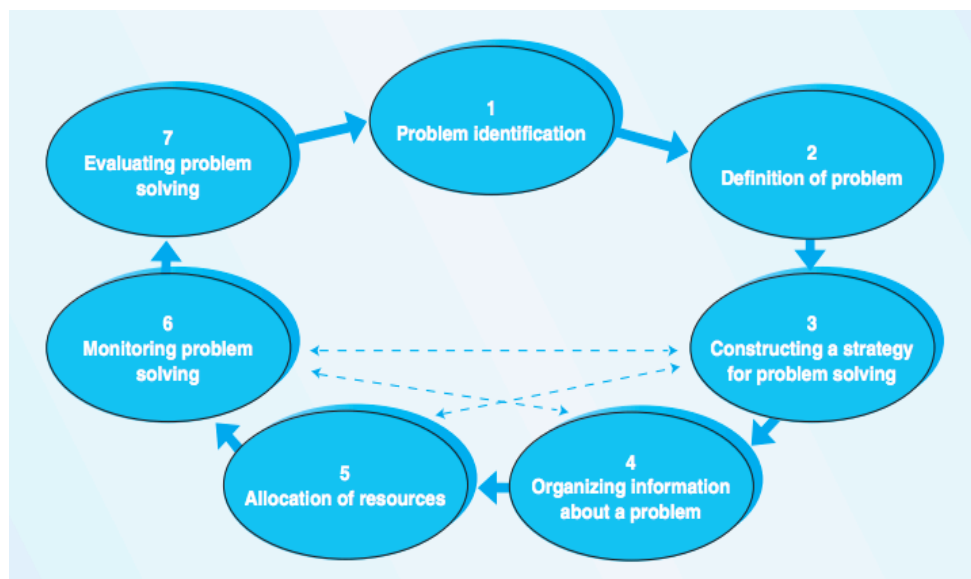 1
Problem identification
2
Definition of problem
3
Constructing a strategy
for problem solving
4
Organizing information
about a problem
5
Allocation of resources
6
Monitoring problem
solving
7
Evaluating problem
solving